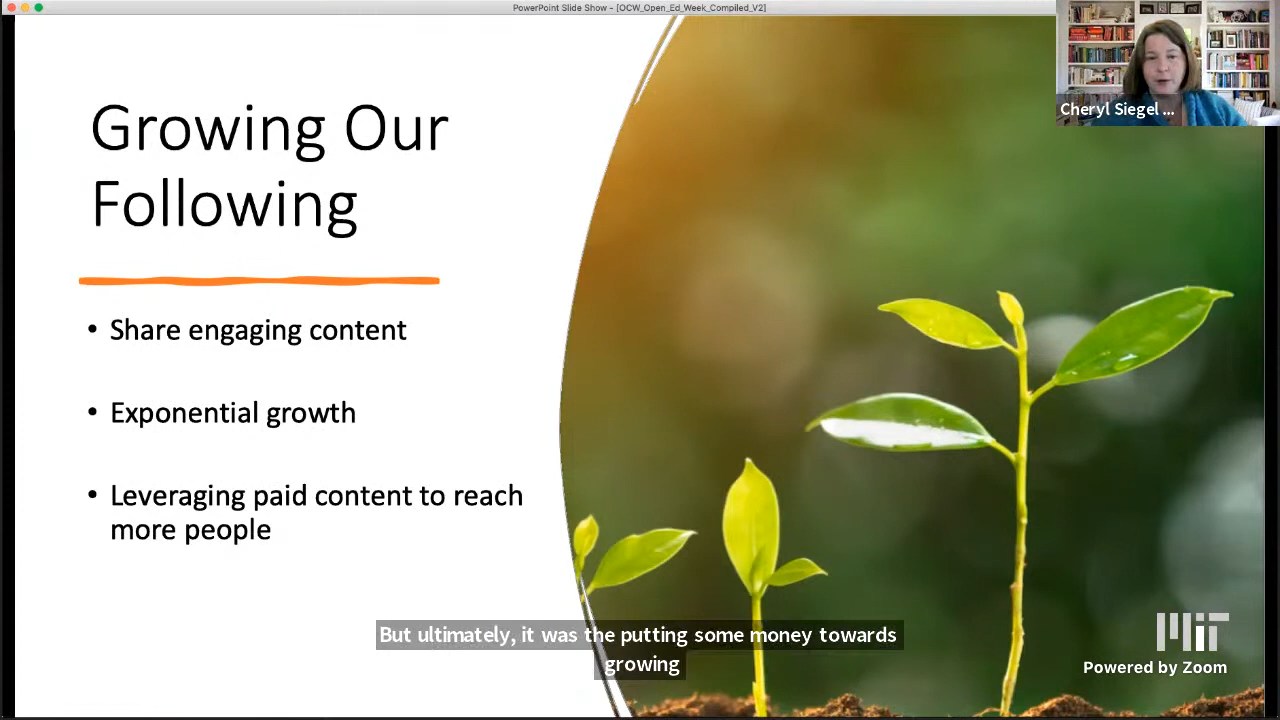 PowerPoint Slide Show - [OCW_Open_Ed_Week_Compiled_V2]
Cheryl Siegel ...
Growing Our
Following
• Share engaging content
• Exponential growth
• Leveraging paid content to reach
more people
But ultimately, it was the putting some money towards
growing
MIT
Powered by Zoom